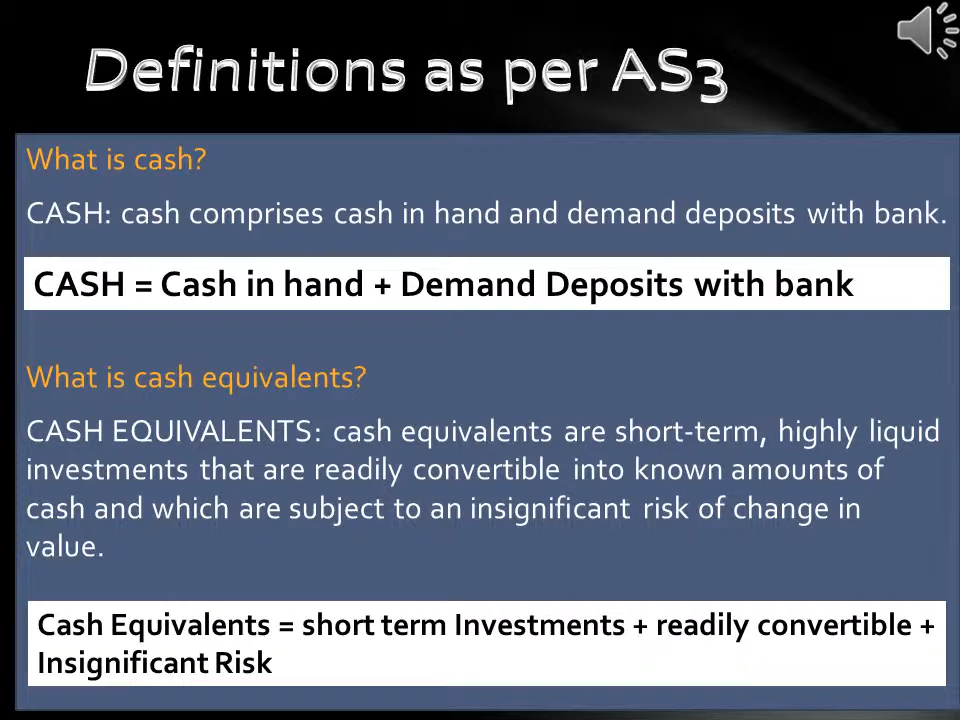 Definitions as per AS3
What is cash?
CASH: cash comprises cash in hand and demand deposits with bank.
CASH = Cash in hand + Demand Deposits with bank
What is cash equivalents?
CASH EQUIVALENTS: cash equivalents are short-term, highly liquid
investments that are readily convertible into known amounts of
cash and which are subject to an insignificant risk of change in
value.
Cash Equivalents = short term Investments + readily convertible +
Insignificant Risk